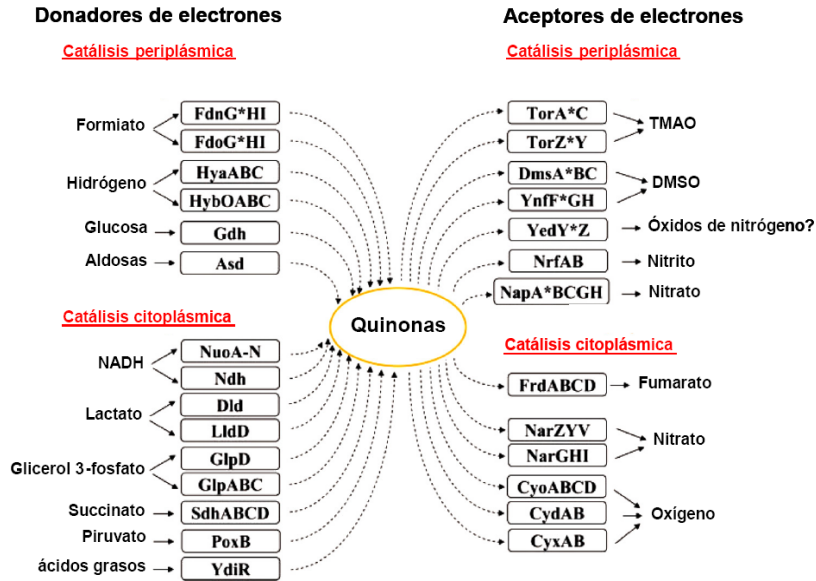 Donadores de electrones
Catálisis periplásmica
Formiato
FdnG*HI
FdoG*HI
Hidrógeno
HyaABC
HybOABC
Glucosa
Gdh
Aldosas
Asd
Catálisis citoplásmica
NADH
NuoA-N
Ndh
Lactato
Dld
LldD
Glicerol 3-fosfato
GlpD
GlpABC
Succinato
SdhABCD
Piruvato
PoxB
ácidos grasos
YdiR
Quinonas
Aceptores de electrones
Catálisis periplásmica
TorA*C
TorZ*Y
TMAO
DmsA*BC
YnfF*GH
DMSO
YedY*Z
Óxidos de nitrógeno?
NrfAB
Nitrito
NapA*BCGH
Nitrato
Catálisis citoplásmica
FrdABCD
Fumarato
NarZYV
NarGHI
Nitrato
CyoABCD
CydAB
CyxAB
Oxígeno